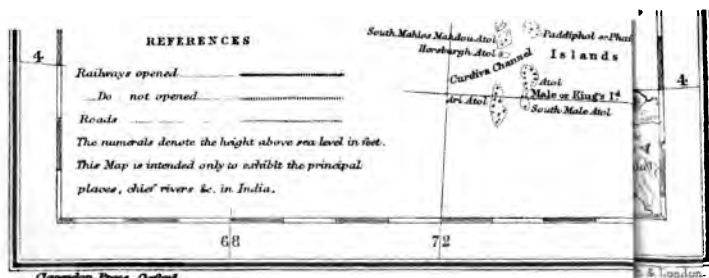 REFERENCES
Railways opened
Do not opened
Roads
The numerals denote the height above sea level in feet.
This Map is intended only to exhibit the principal
places, chief rivers &c. in India.
South Mahlos Mahdou Atol
Horsburgh Atol
Paddiphol or
Islands
Cardiva Channel
Atol
Male or King's Id
Ari Atol
South Male Atol
4
4
68
72
Clarendon Press, Oxford
& London